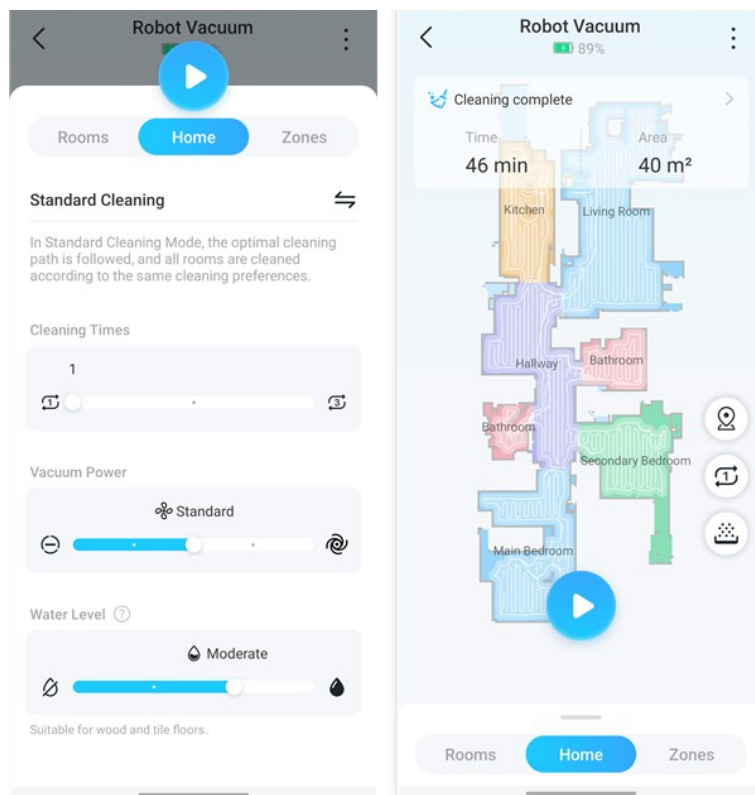 Robot Vacuum
%
Rooms
Home
Zones
Standard Cleaning
In Standard Cleaning Mode, the optimal cleaning
path is followed, and all rooms are cleaned
according to the same cleaning preferences.
Cleaning Times
1
1
3
Vacuum Power
Standard
Water Level ?
Moderate
Suitable for wood and tile floors.
Robot Vacuum
89%
Cleaning complete
Time
Area
46 min
40 m²
Kitchen
Living Room
Hallway
Bathroom
Bathroom
Secondary Bedroom
1
Main Bedroom
Rooms
Home
Zones